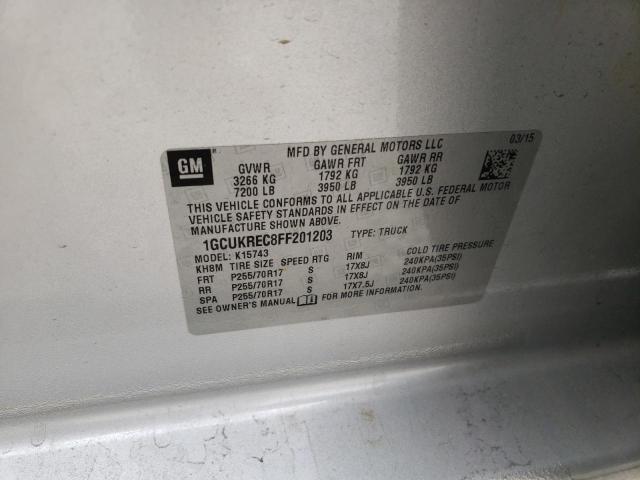 GM
MFD BY GENERAL MOTORS LLC
03/15
GVWR GAWR FRT GAWR RR
3266 KG 1792 KG 1792 KG
7200 LB 3950 LB 3950 LB
THIS VEHICLE CONFORMS TO ALL APPLICABLE U.S. FEDERAL MOTOR
VEHICLE SAFETY STANDARDS IN EFFECT ON THE DATE OF
MANUFACTURE SHOWN ABOVE.
1GCUKREC8FF201203 TYPE: TRUCK
MODEL: K15743
KH8M TIRE SIZE SPEED RTG RIM COLD TIRE PRESSURE
FRT P255/70R17 S 17X8J 240KPA(35PSI)
RR P255/70R17 S 17X8J 240KPA(35PSI)
SPA P255/70R17 S 17X7.5J 240KPA(35PSI)
SEE OWNER'S MANUAL FOR MORE INFORMATION.